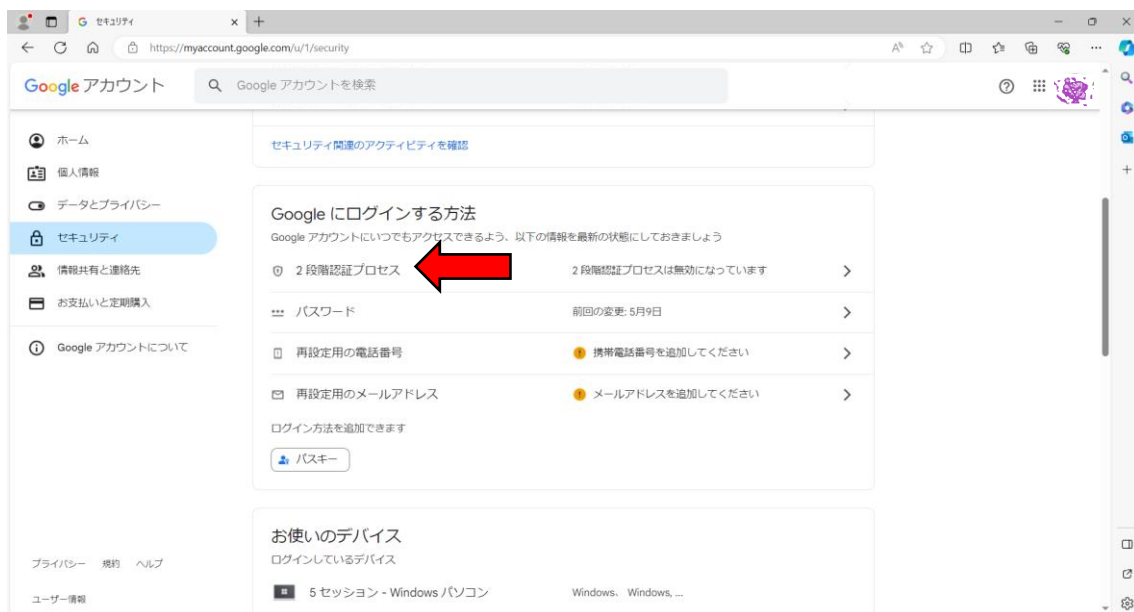 セキュリティ
https://myaccount.google.com/u/1/security
Google アカウント
Google アカウントを検索
ホーム
個人情報
データとプライバシー
セキュリティ
情報共有と連絡先
お支払いと定期購入
Google アカウントについて
プライバシー 規約 ヘルプ
ユーザー情報
セキュリティ関連のアクティビティを確認
Google にログインする方法
Google アカウントにいつでもアクセスできるよう、以下の情報を最新の状態にしておきましょう
2 段階認証プロセス 2 段階認証プロセスは無効になっています
パスワード 前回の変更: 5月9日
再設定用の電話番号 携帯電話番号を追加してください
再設定用のメールアドレス メールアドレスを追加してください
ログイン方法を追加できます
パスキー
お使いのデバイス
ログインしているデバイス
5 セッション - Windows パソコン Windows、 Windows, ...